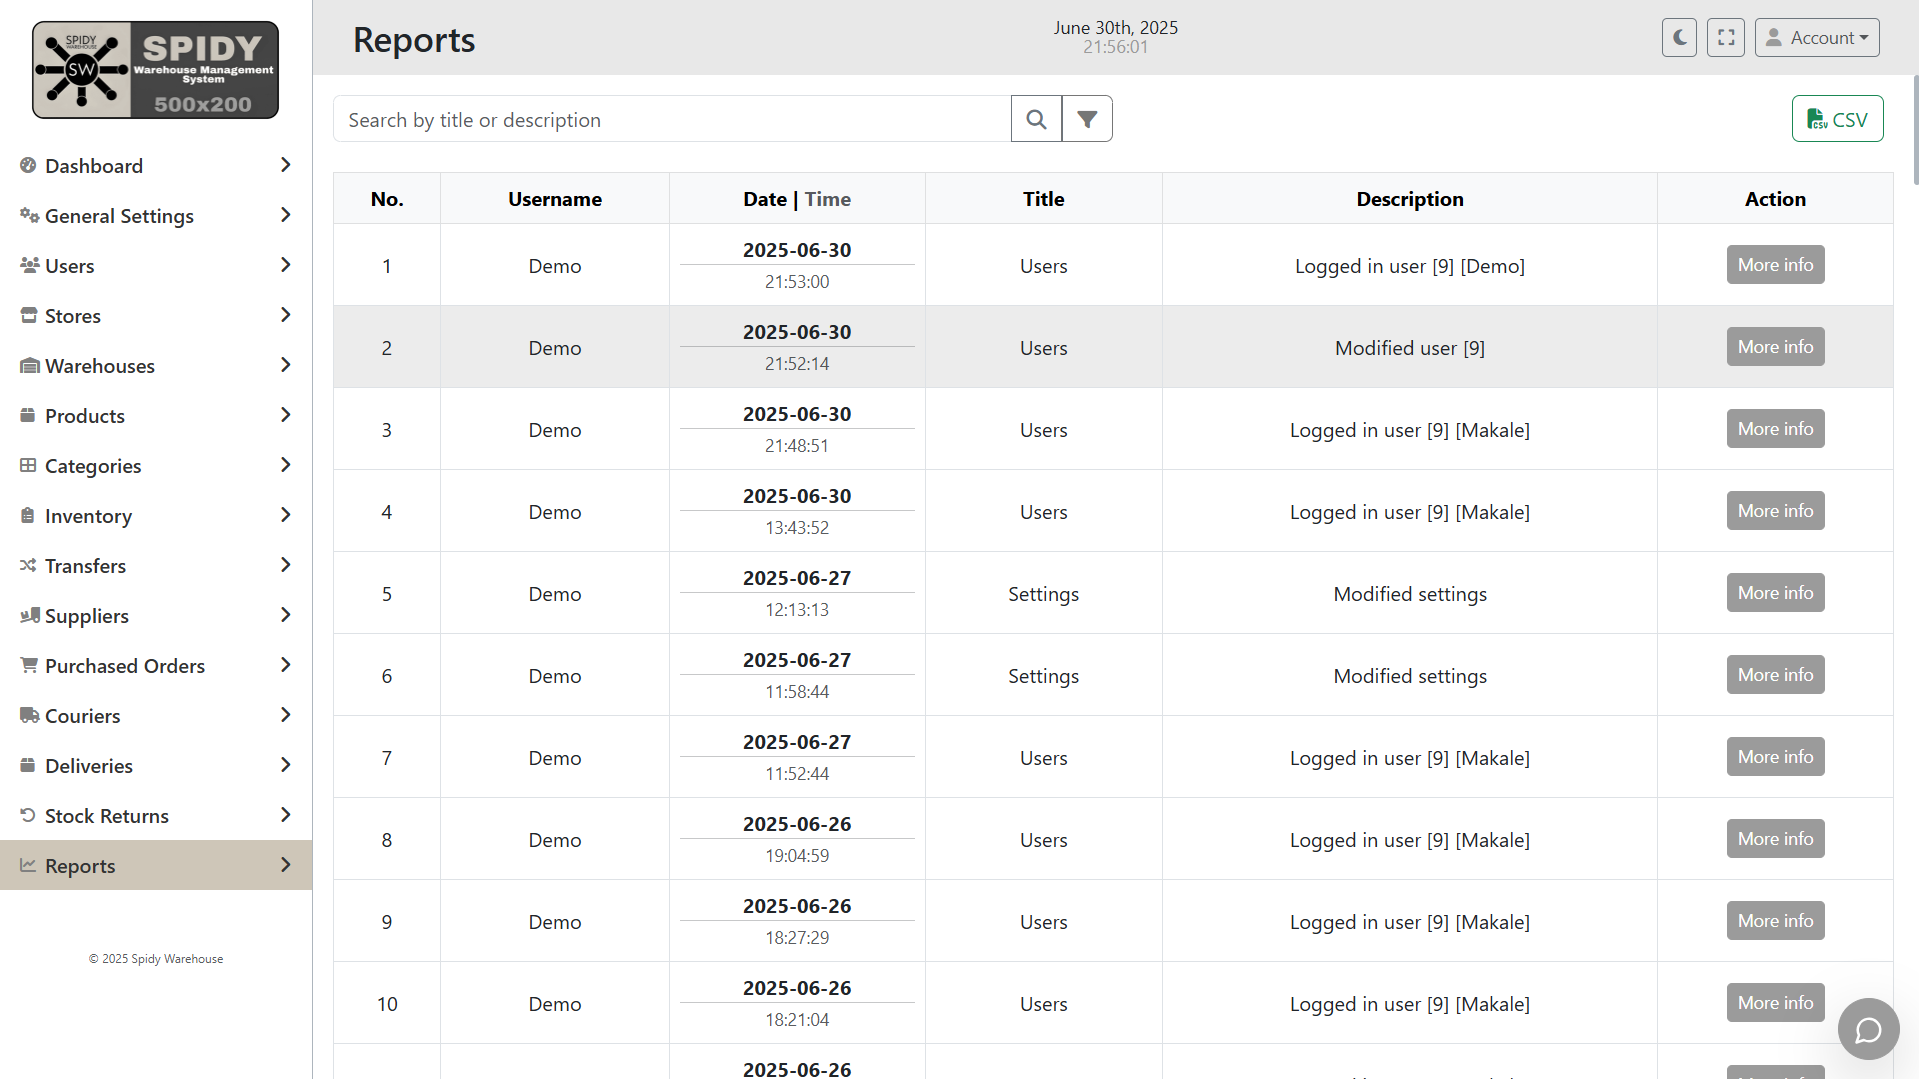 SPIDY
WAREHOUSE
SW
SPIDY
Warehouse Management
System
500x200
Dashboard
General Settings
Users
Stores
Warehouses
Products
Categories
Inventory
Transfers
Suppliers
Purchased Orders
Couriers
Deliveries
Stock Returns
Reports
© 2025 Spidy Warehouse
Reports
June 30th, 2025
21:56:01
Account
Search by title or description
CSV CSV
No. Username Date | Time Title Description Action
1 Demo 2025-06-30 21:53:00 Users Logged in user [9] [Demo] More info
2 Demo 2025-06-30 21:52:14 Users Modified user [9] More info
3 Demo 2025-06-30 21:48:51 Users Logged in user [9] [Makale] More info
4 Demo 2025-06-30 13:43:52 Users Logged in user [9] [Makale] More info
5 Demo 2025-06-27 12:13:13 Settings Modified settings More info
6 Demo 2025-06-27 11:58:44 Settings Modified settings More info
7 Demo 2025-06-27 11:52:44 Users Logged in user [9] [Makale] More info
8 Demo 2025-06-26 19:04:59 Users Logged in user [9] [Makale] More info
9 Demo 2025-06-26 18:27:29 Users Logged in user [9] [Makale] More info
10 Demo 2025-06-26 18:21:04 Users Logged in user [9] [Makale] More info
2025-06-26